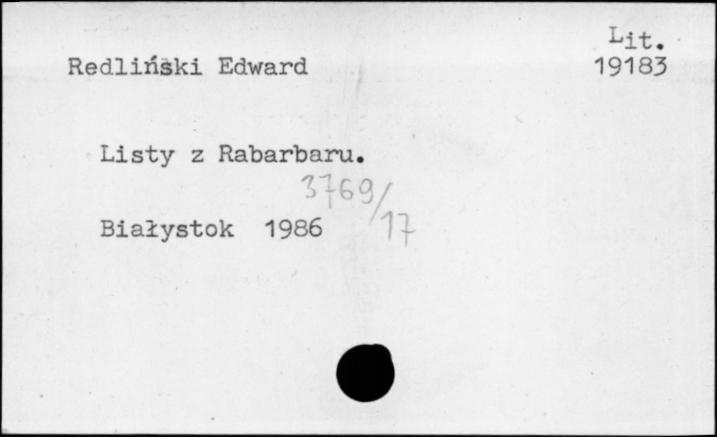 Lit.
Redliński Edward 19183
Listy z Rabarbaru.
3769/17
Białystok 1986